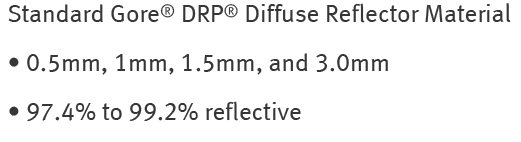 Standard Gore® DRP® Diffuse Reflector Material
• 0.5mm, 1mm, 1.5mm, and 3.0mm
• 97.4% to 99.2% reflective